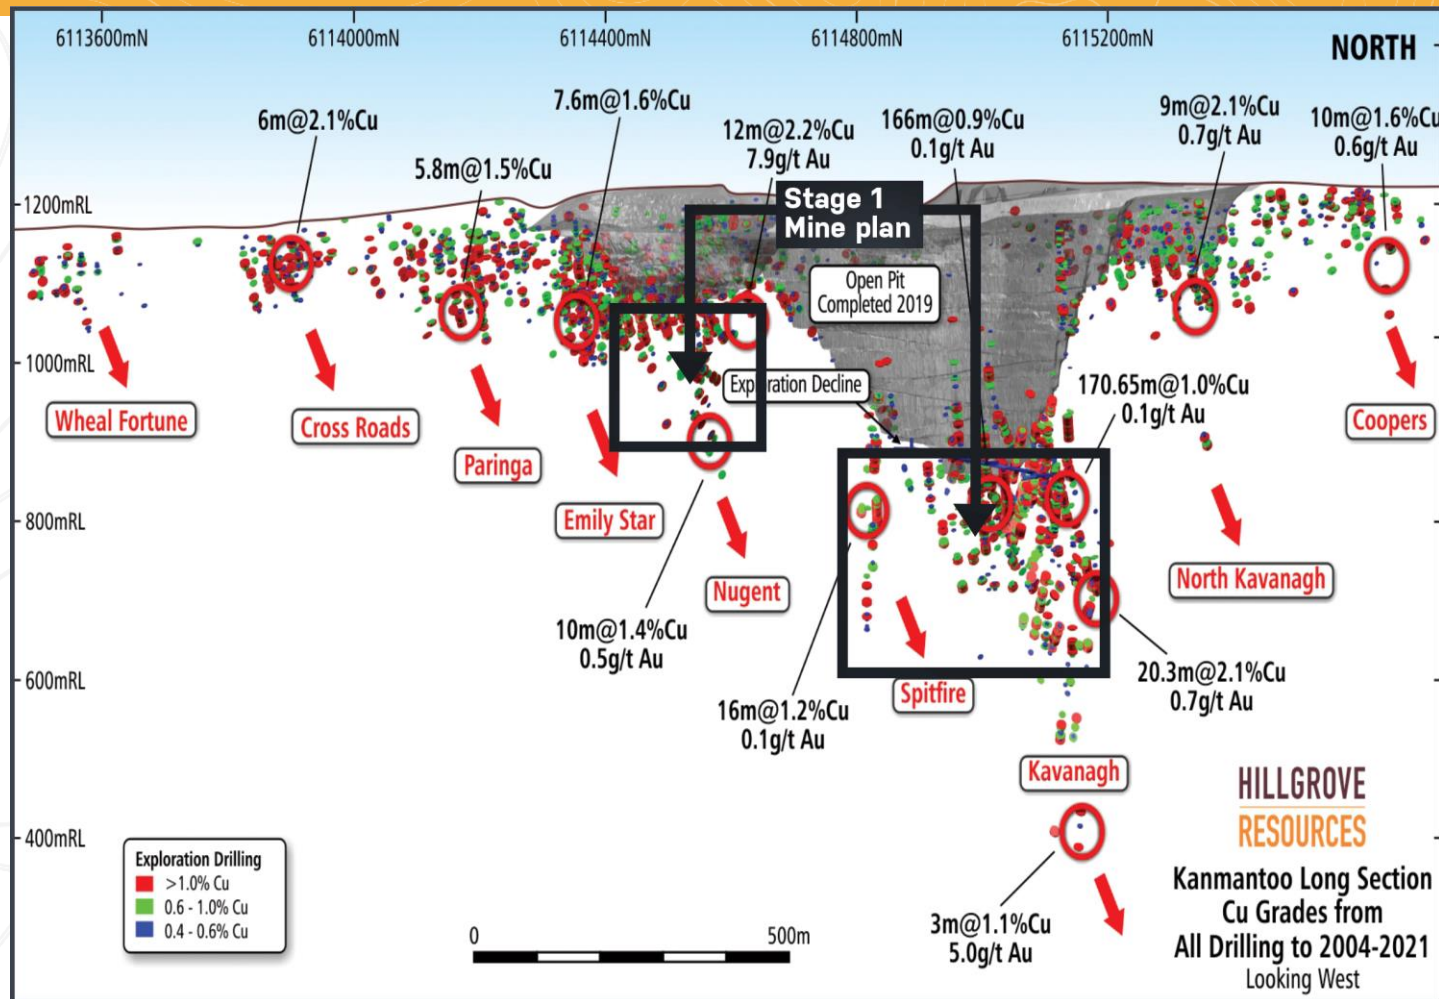 6113600mN
6114000mN
6114400mN
6114800mN
6115200mN
NORTH
6m@2.1%Cu
5.8m@1.5%Cu
7.6m@1.6%Cu
12m@2.2%Cu
7.9g/t Au
166m@0.9%Cu
0.1g/t Au
9m@2.1%Cu
0.7g/t Au
10m@1.6%Cu
0.6g/t Au
1200mRL
Stage 1
Mine plan
Open Pit
Completed 2019
1000mRL
Exploration Decline
170.65m@1.0%Cu
0.1g/t Au
Wheal Fortune
Cross Roads
Paringa
Emily Star
Nugent
Coopers
800mRL
North Kavanagh
10m@1.4%Cu
0.5g/t Au
600mRL
16m@1.2%Cu
0.1g/t Au
Spitfire
20.3m@2.1%Cu
0.7g/t Au
Kavanagh
400mRL
3m@1.1%Cu
5.0g/t Au
Exploration Drilling
>1.0% Cu
0.6 - 1.0% Cu
0.4 - 0.6% Cu
0
500m
HILLGROVE
RESOURCES
Kanmantoo Long Section
Cu Grades from
All Drilling to 2004-2021
Looking West